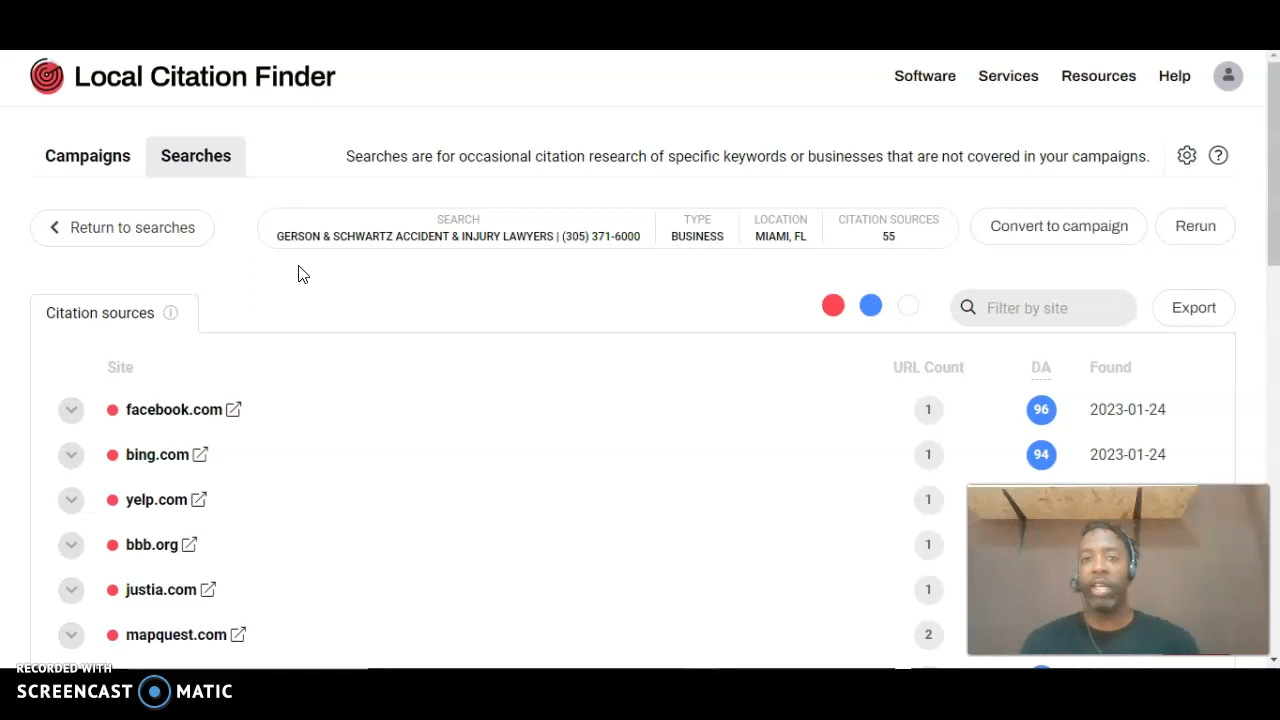 Local Citation Finder
Software Services Resources Help
Campaigns Searches Searches are for occasional citation research of specific keywords or businesses that are not covered in your campaigns.
Return to searches
SEARCH TYPE LOCATION CITATION SOURCES
GERSON & SCHWARTZ ACCIDENT & INJURY LAWYERS | (305) 371-6000 BUSINESS MIAMI, FL 55
Convert to campaign Rerun
Citation sources Filter by site Export
Site URL Count DA Found
facebook.com 1 96 2023-01-24
bing.com 1 94 2023-01-24
yelp.com 1
bbb.org 1
justia.com 1
mapquest.com 2
RECORDED WITH
SCREENCAST MATIC